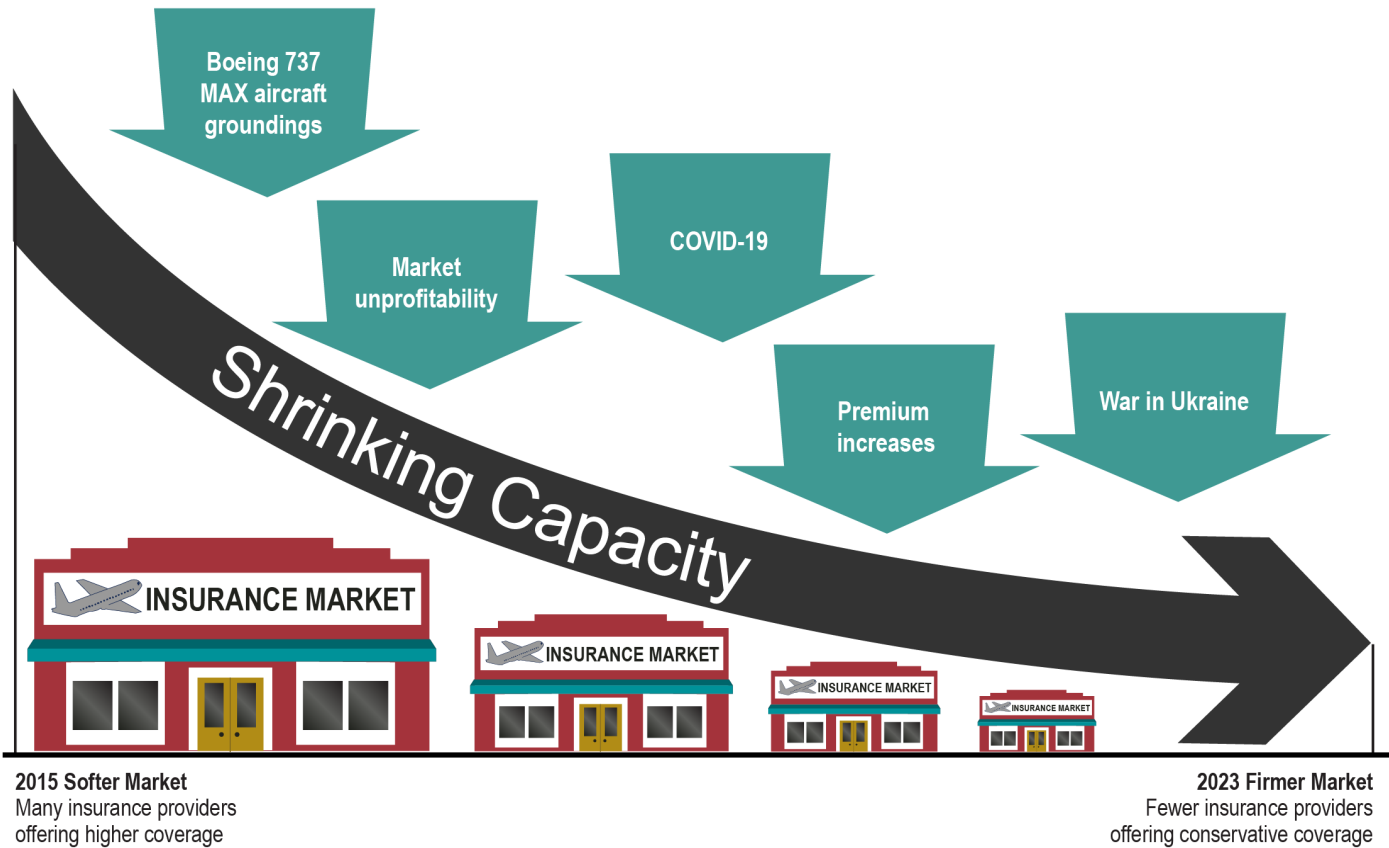 Boeing 737
MAX aircraft
groundings
Market
unprofitability
COVID-19
Premium
increases
War in Ukraine
Shrinking Capacity
INSURANCE MARKET
INSURANCE MARKET
INSURANCE MARKET
INSURANCE MARKET
2015 Softer Market
Many insurance providers
offering higher coverage
2023 Firmer Market
Fewer insurance providers
offering conservative coverage